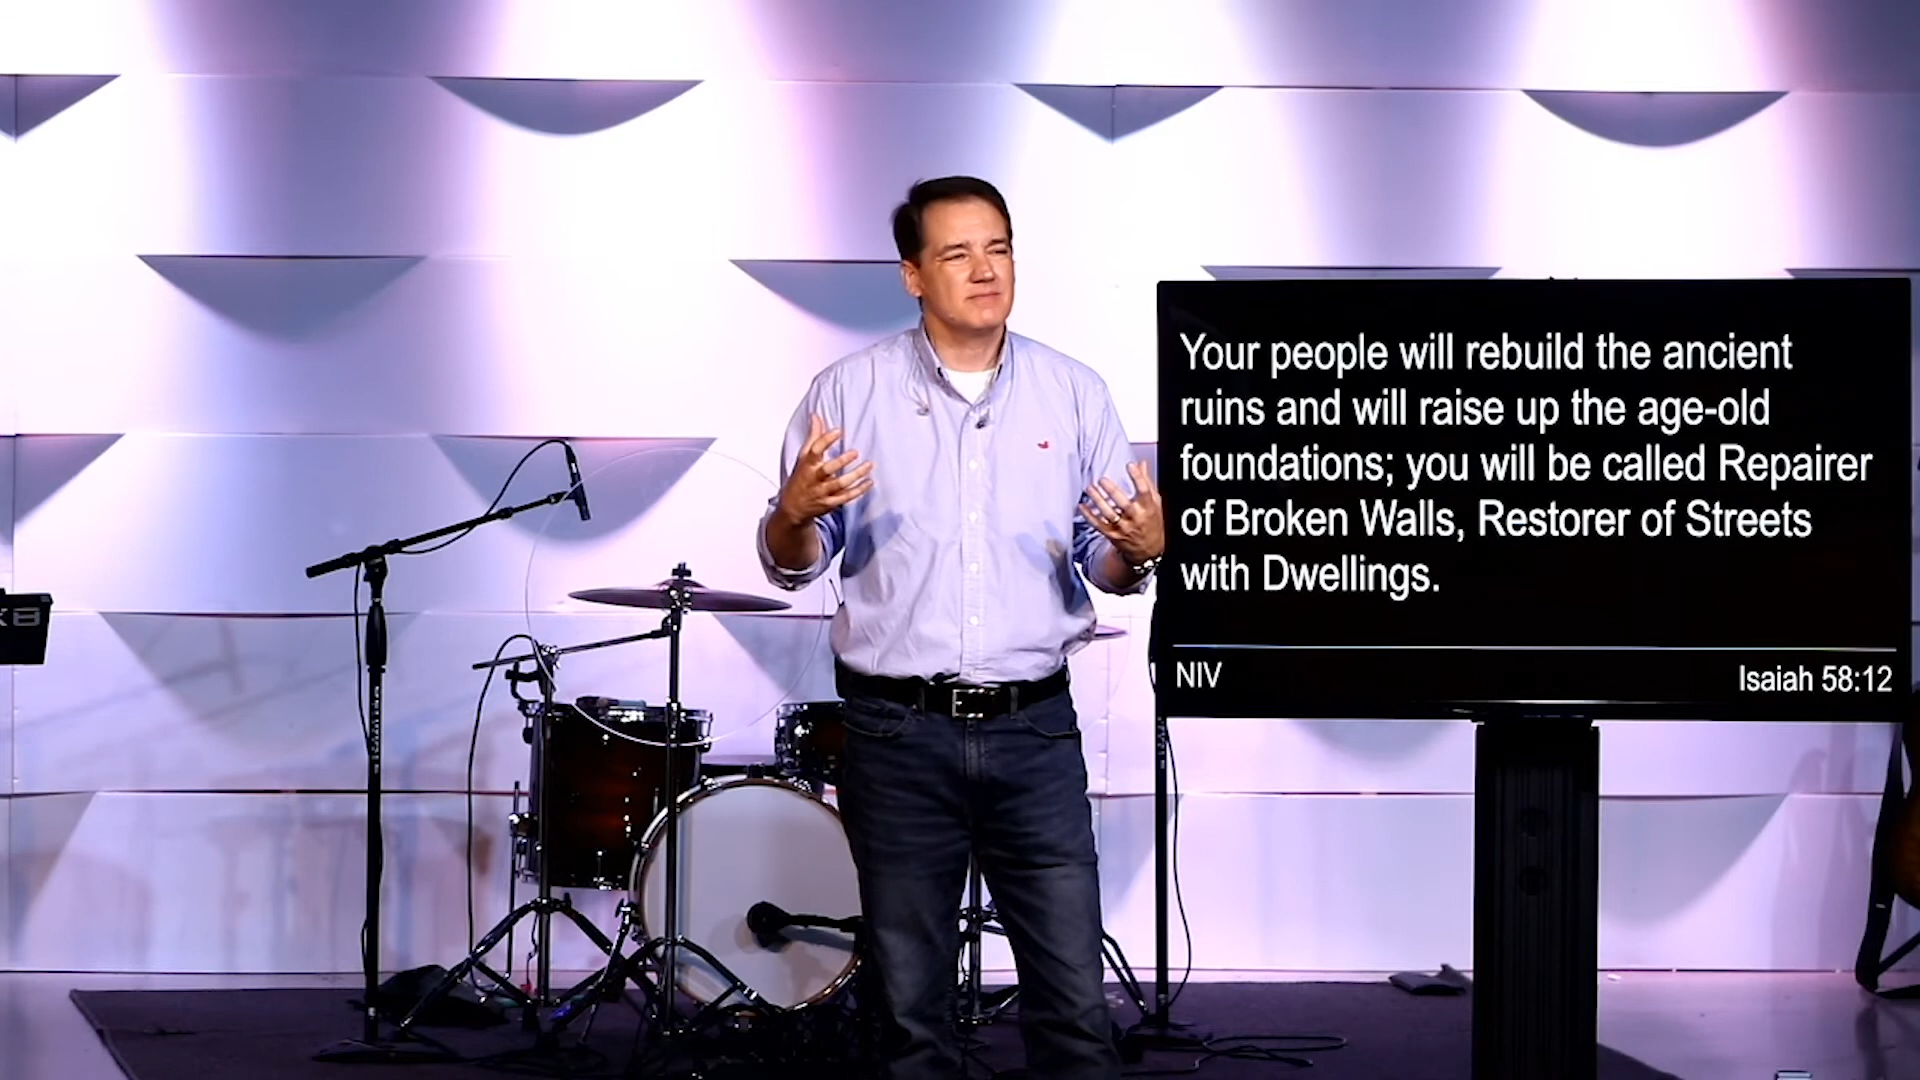 Your people will rebuild the ancient
ruins and will raise up the age-old
foundations; you will be called Repairer
of Broken Walls, Restorer of Streets
with Dwellings.
NIV
Isaiah 58:12